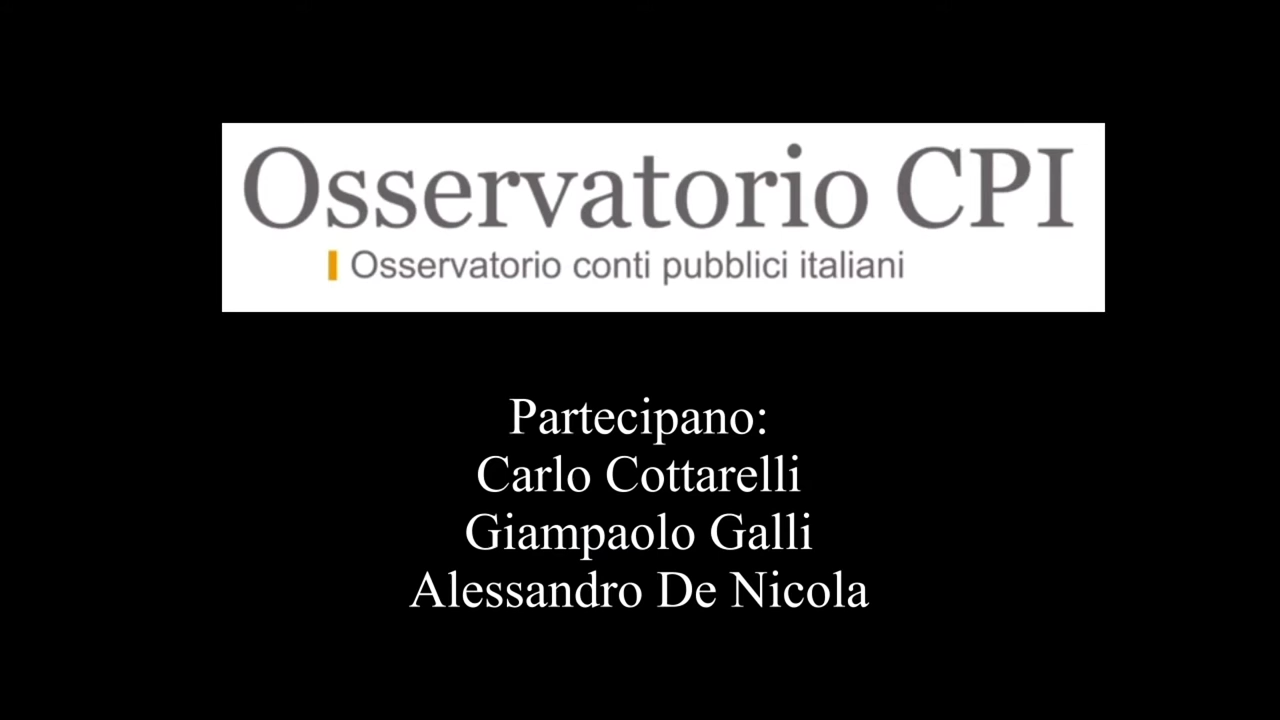 Osservatorio CPI
Osservatorio conti pubblici italiani
Partecipano:
Carlo Cottarelli
Giampaolo Galli
Alessandro De Nicola